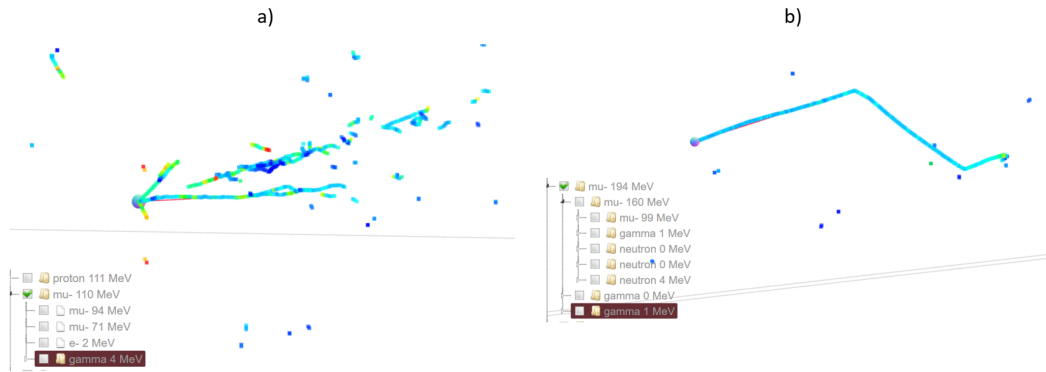 a)
b)
proton 111 MeV
mu- 110 MeV
mu- 94 MeV
mu- 71 MeV
e- 2 MeV
gamma 4 MeV
mu- 194 MeV
mu- 160 MeV
mu- 99 MeV
gamma 1 MeV
neutron 0 MeV
neutron 0 MeV
neutron 4 MeV
gamma 0 MeV
gamma 1 MeV